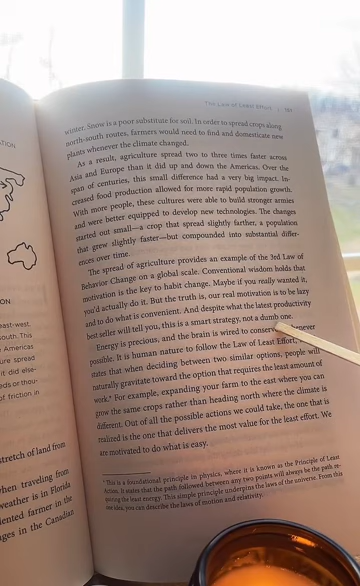 ATION
ON.
east-west,
south. This
Americas
ure spread
did else-
eds or thou-
of friction in
stretch of land from
when traveling from
weather is in Florida
lented farmer in the
ges in the Canadian
The Law of Least Effort
winter. Snow is a poor substitute for soil. In order to spread crops along
north-south routes, farmers would need to find and domesticate new
plants whenever the climate changed.
As a result, agriculture spread two to three times faster across
Asia and Europe than it did up and down the Americas. Over the
span of centuries, this small difference had a very big impact. In-
creased food production allowed for more rapid population growth.
With more people, these cultures were able to build stronger armies
and were better equipped to develop new technologies. The changes
started out small—a crop that spread slightly farther, a population
that grew slightly faster—but compounded into substantial differ-
ences over time.
The spread of agriculture provides an example of the 3rd Law of
Behavior Change on a global scale. Conventional wisdom holds that
motivation is the key to habit change. Maybe if you really wanted it,
you'd actually do it. But the truth is, our real motivation is to be lazy
and to do what is convenient. And despite what the latest productivity
best seller will tell you, this is a smart strategy, not a dumb one.
Energy is precious, and the brain is wired to conserve whenever
possible. It is human nature to follow the Law of Least Effort,
states that when deciding between two similar options, people will
naturally gravitate toward the option that requires the least amount of
work.* For example, expanding your farm to the east where you can
grow the same crops rather than heading north where the climate is
different. Out of all the possible actions we could take, the one that is
realized is the one that delivers the most value for the least effort. We
are motivated to do what is easy.
* This is a foundational principle in physics, where it is known as the Principle of Least
Action. It states that the path followed between any two points will always be the path re-
quiring the least energy. This simple principle underpins the laws of the universe. From this
one idea, you can describe the laws of motion and relativity.